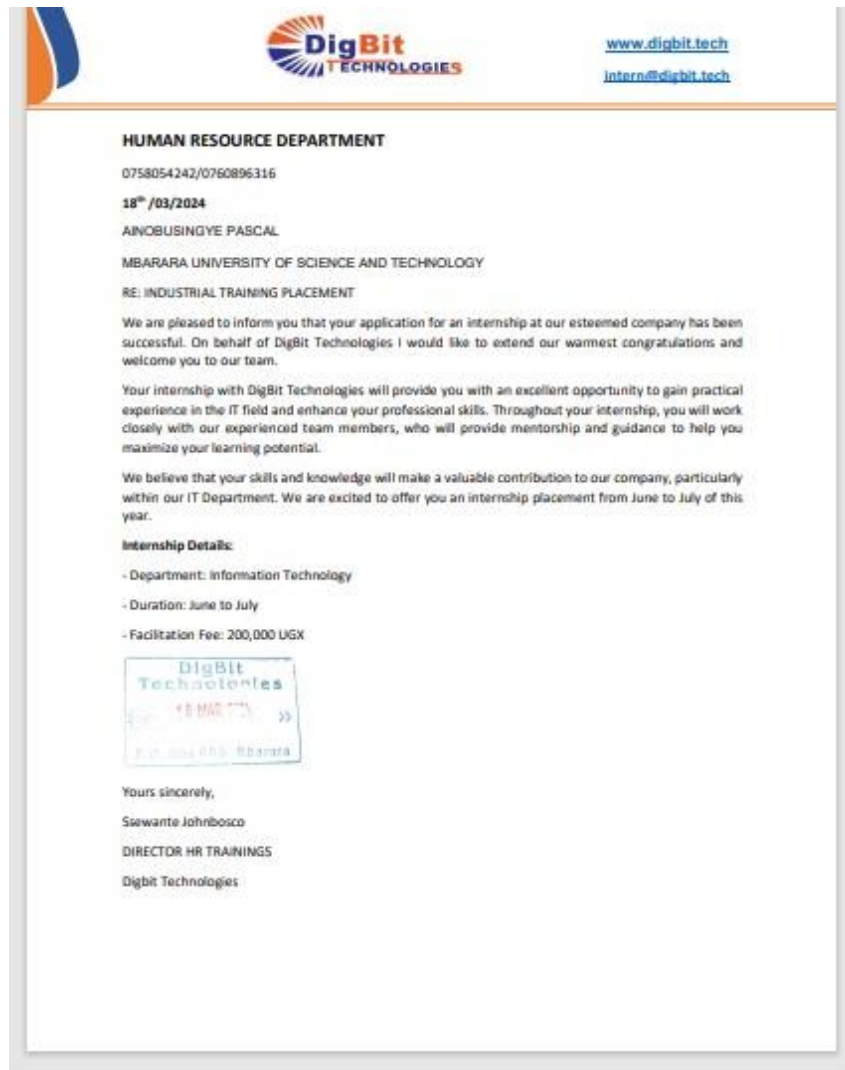 DigBit
TECHNOLOGIES
www.digbit.tech
intern@digbit.tech
HUMAN RESOURCE DEPARTMENT
0758054242/0760896316
18th /03/2024
AINOBUSINGYE PASCAL
MBARARA UNIVERSITY OF SCIENCE AND TECHNOLOGY
RE: INDUSTRIAL TRAINING PLACEMENT
We are pleased to inform you that your application for an internship at our esteemed company has been
successful. On behalf of DigBit Technologies I would like to extend our warmest congratulations and
welcome you to our team.
Your internship with DigBit Technologies will provide you with an excellent opportunity to gain practical
experience in the IT field and enhance your professional skills. Throughout your internship, you will work
closely with our experienced team members, who will provide mentorship and guidance to help you
maximize your learning potential.
We believe that your skills and knowledge will make a valuable contribution to our company, particularly
within our IT Department. We are excited to offer you an internship placement from June to July of this
year.
Internship Details:
- Department: Information Technology
- Duration: June to July
- Facilitation Fee: 200,000 UGX
DigBit
Technologies
MAR
Mbarara
Yours sincerely,
Ssewante Johnbosco
DIRECTOR HR TRAININGS
Digbit Technologies